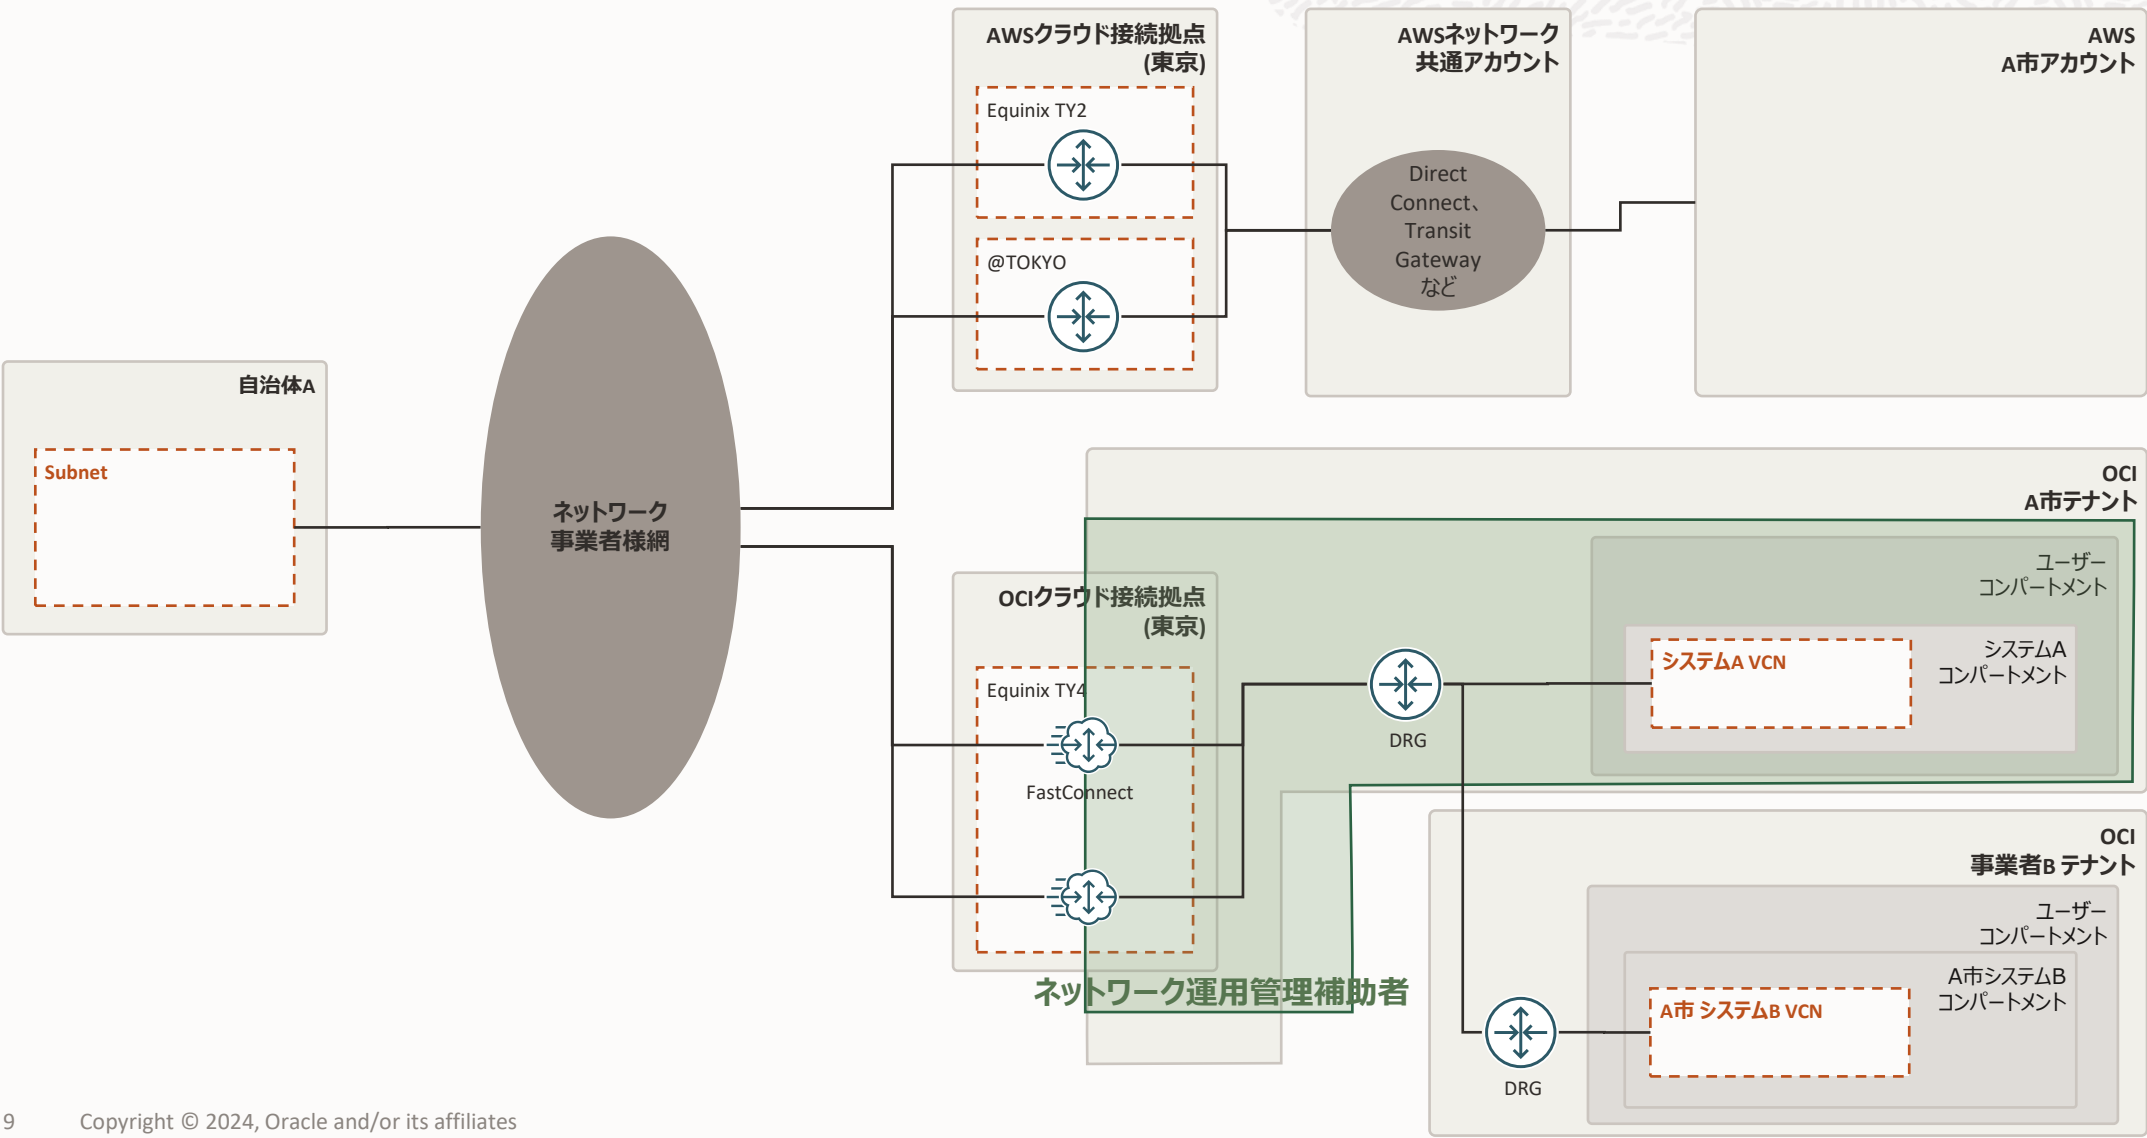 AWSクラウド接続拠点
(東京)
Equinix TY2
@TOKYO
AWSネットワーク
共通アカウント
Direct
Connect、
Transit
Gateway
など
AWS
A市アカウント
自治体A
Subnet
ネットワーク
事業者様網
OCI
A市テナント
OCIクラウド接続拠点
(東京)
Equinix TY4
FastConnect
DRG
ユーザー
コンパートメント
システムA
コンパートメント
システムA VCN
ネットワーク運用管理補助者
OCI
事業者B テナント
ユーザー
コンパートメント
A市システムB
コンパートメント
A市 システムB VCN
DRG
9 Copyright © 2024, Oracle and/or its affiliates